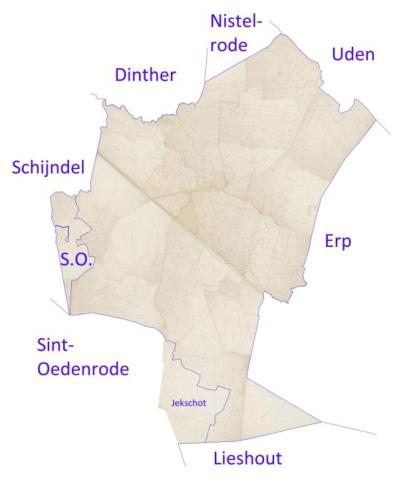 Nistel-
rode
Uden
Dinther
Schijndel
Erp
S.O.
Sint-
Oedenrode
Jekschot
Lieshout